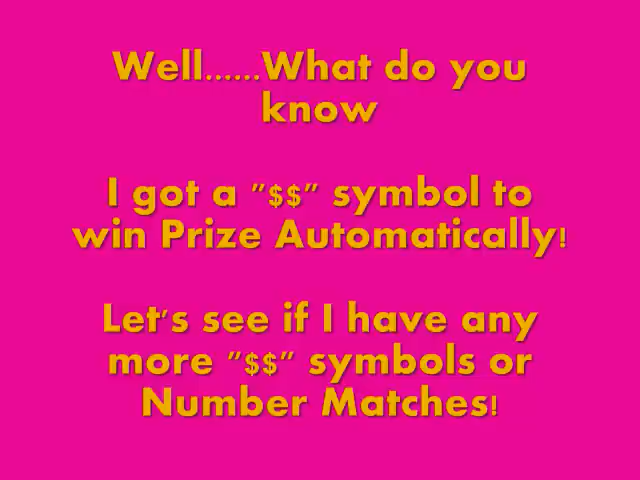 Well......What do you
know
I got a "$$" symbol to
win Prize Automatically!
Let's see if I have any
more "$$" symbols or
Number Matches!